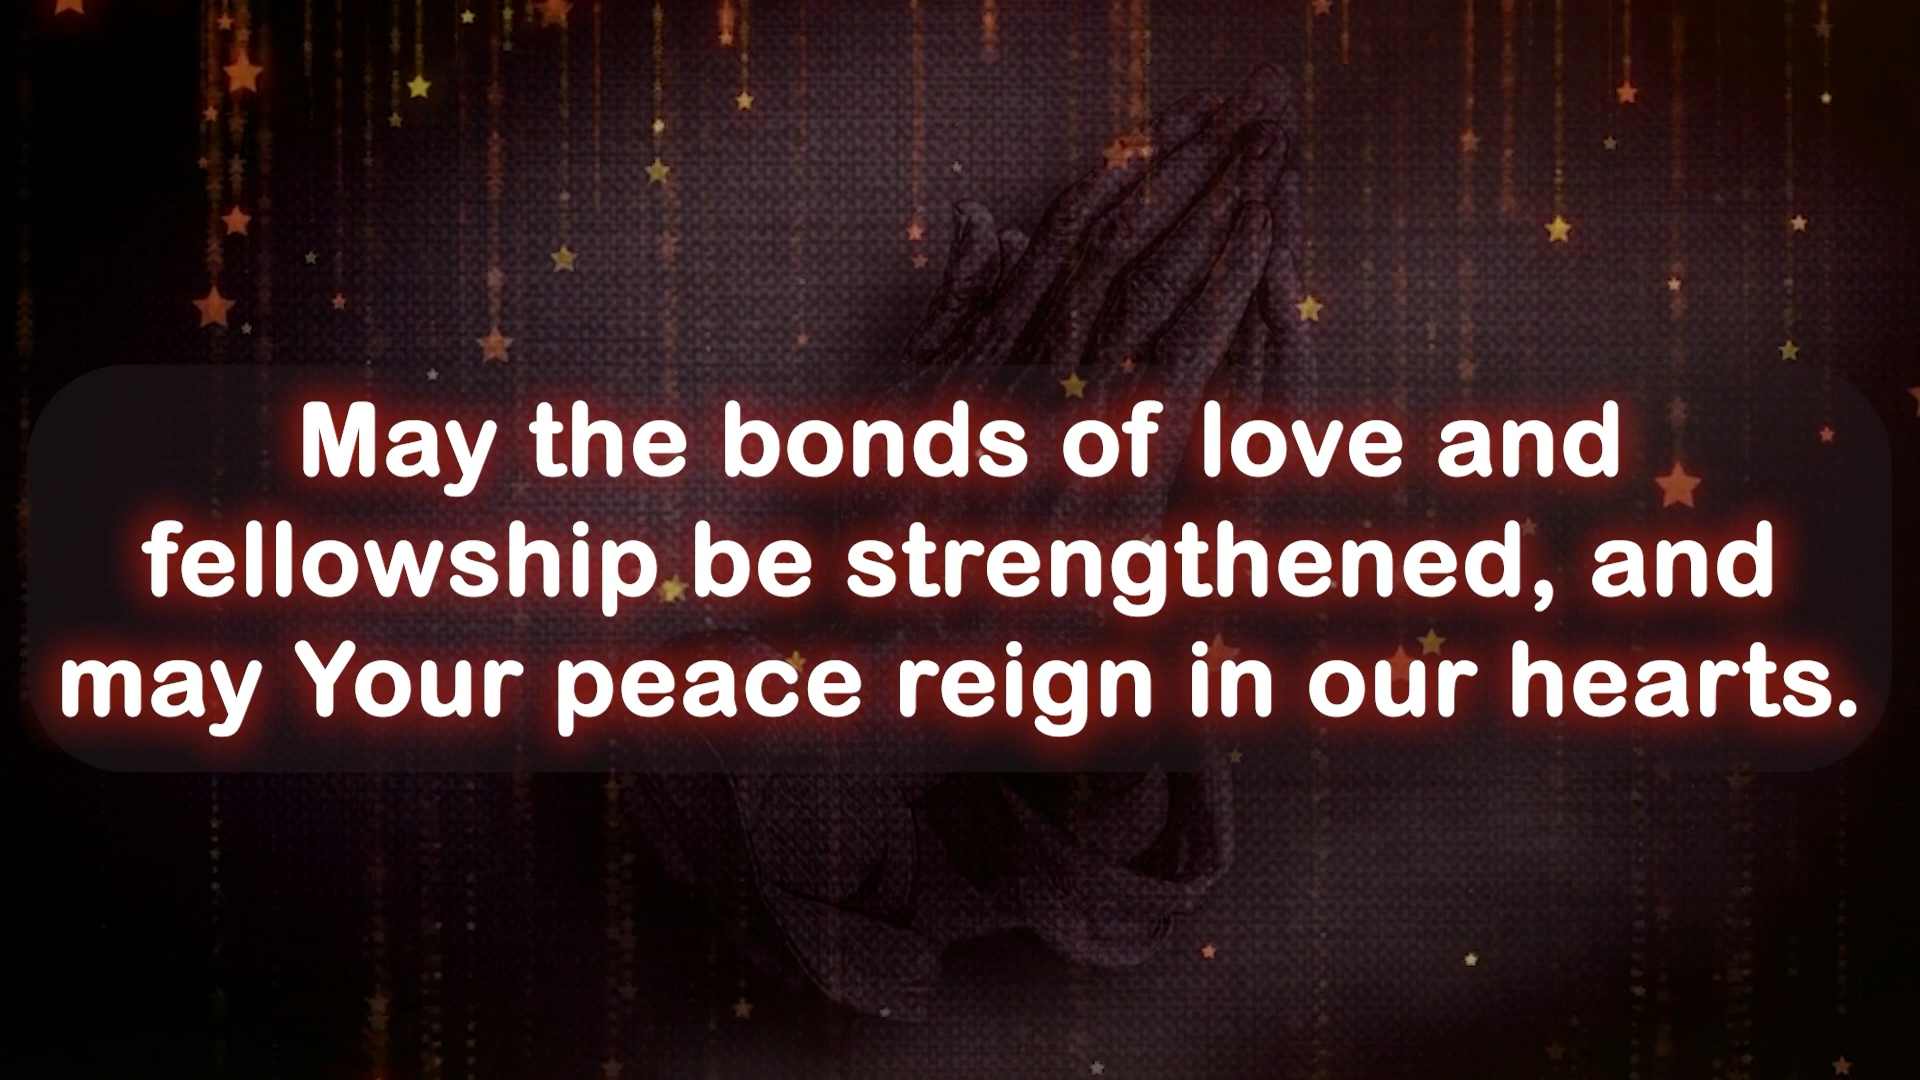 May the bonds of love and
fellowship be strengthened, and
may Your peace reign in our hearts.